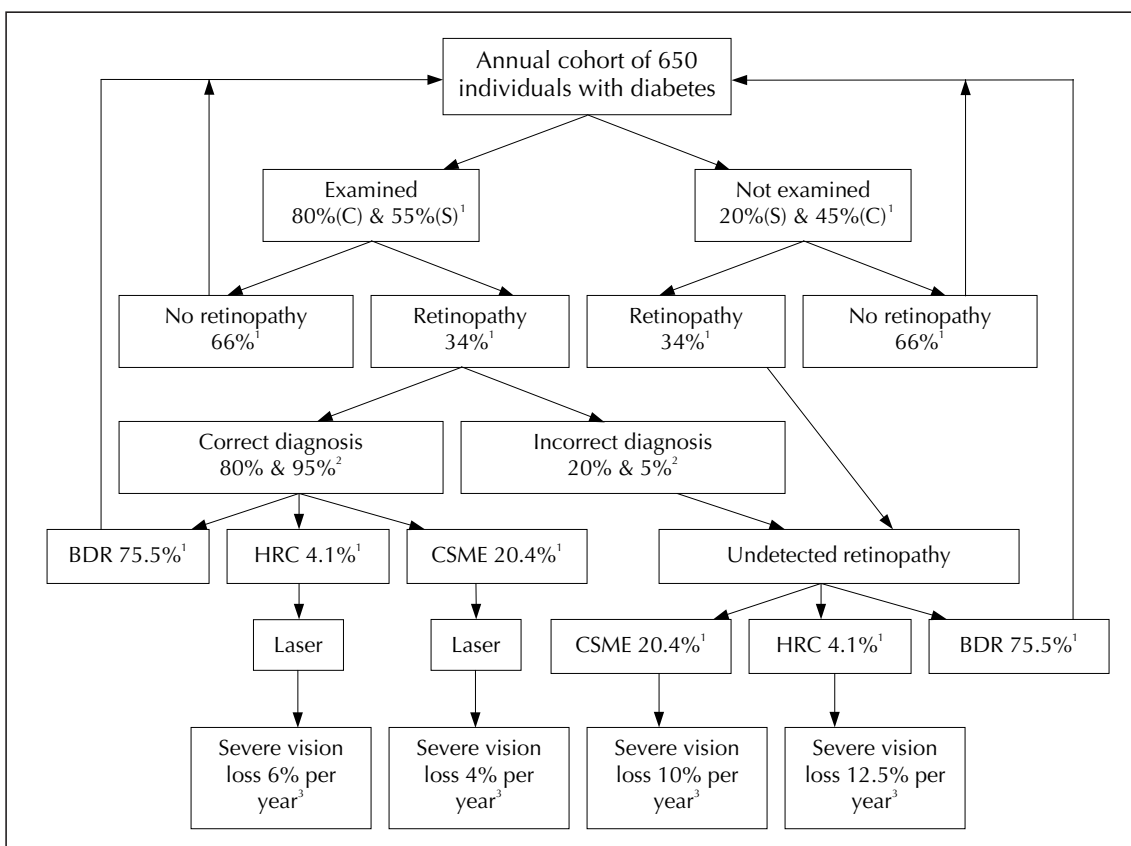 Annual cohort of 650
individuals with diabetes
Examined
80%(C) & 55%(S)¹
Not examined
20%(S) & 45%(C)¹
No retinopathy
66%¹
Retinopathy
34%¹
Retinopathy
34%¹
No retinopathy
66%¹
Correct diagnosis
80% & 95%²
Incorrect diagnosis
20% & 5%²
BDR 75.5%¹
HRC 4.1%¹
CSME 20.4%¹
Undetected retinopathy
Laser
Laser
CSME 20.4%¹
HRC 4.1%¹
BDR 75.5%¹
Severe vision
loss 6% per
year³
Severe vision
loss 4% per
year³
Severe vision
loss 10% per
year³
Severe vision
loss 12.5% per
year³